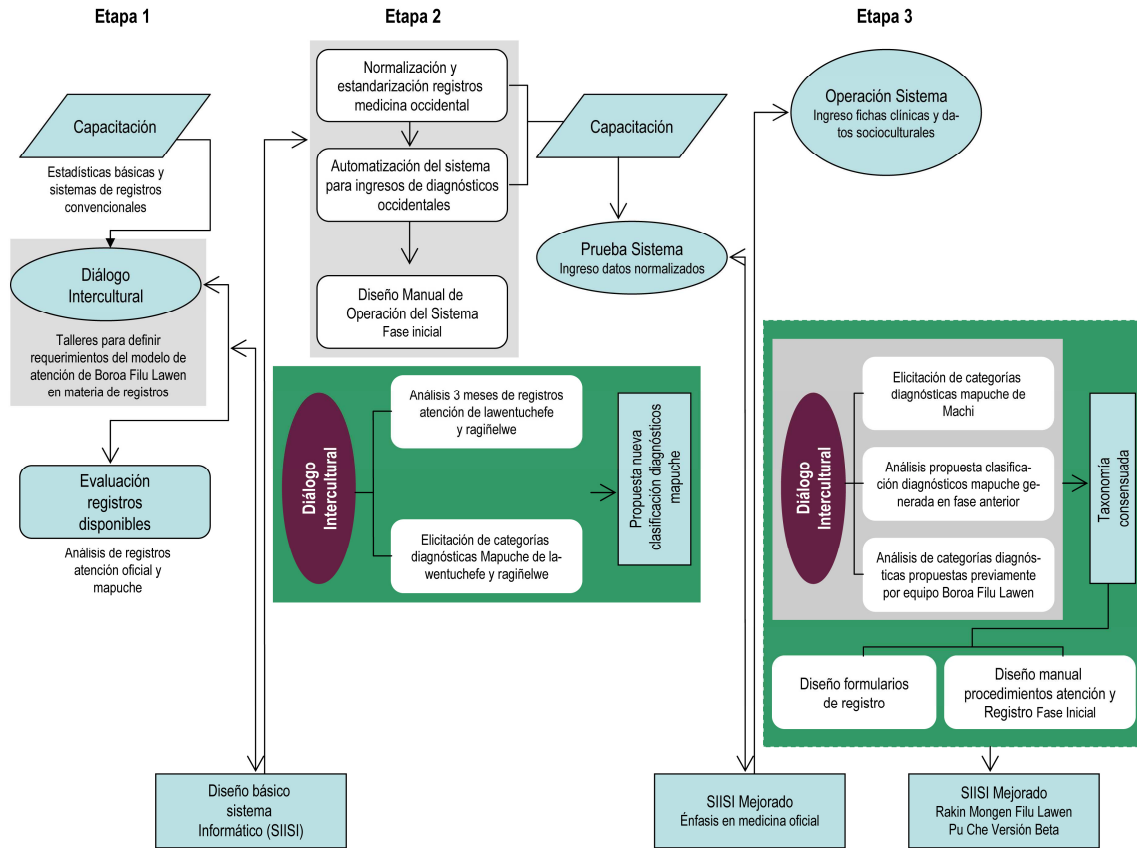 Etapa 1
Capacitación
Estadísticas básicas y
sistemas de registros
convencionales
Diálogo
Intercultural
Talleres para definir
requerimientos del modelo de
atención de Boroa Filu Lawen
en materia de registros
Evaluación
registros
disponibles
Análisis de registros
atención oficial y
mapuche
Diseño básico
sistema
Informático (SIISI)
Etapa 2
Normalización y
estandarización registros
medicina occidental
Automatización del sistema
para ingresos de diagnósticos
occidentales
Diseño Manual de
Operación del Sistema
Fase inicial
Capacitación
Prueba Sistema
Ingreso datos normalizados
Diálogo
Intercultural
Análisis 3 meses de registros
atención de lawentuchefe
y ragiñelwe
Elicitación de categorías
diagnósticas Mapuche de la-
wentuchefe y ragiñelwe
Propuesta nueva
clasificación diagnósticos
mapuche
SIISI Mejorado
Énfasis en medicina oficial
Etapa 3
Operación Sistema
Ingreso fichas clínicas y da-
tos socioculturales
Diálogo
Intercultural
Elicitación de categorías
diagnósticas mapuche de
Machi
Análisis propuesta clasifica-
ción diagnósticos mapuche ge-
nerada en fase anterior
Análisis de categorías diagnós-
ticas propuestas previamente
por equipo Boroa Filu Lawen
Taxonomía
consensuada
Diseño formularios
de registro
Diseño manual
procedimientos atención y
Registro Fase Inicial
SIISI Mejorado
Rakin Mongen Filu Lawen
Pu Che Versión Beta